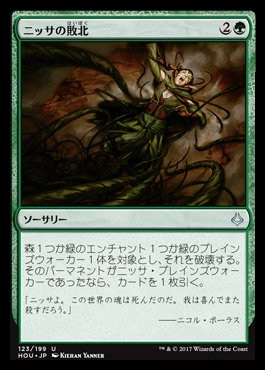 はいぼく
ニッサの敗北 2
ソーサリー
森１つか緑のエンチャント１つか緑のプレイン
ズウォーカー１体を対象とし、それを破壊する。
そのパーマネントがニッサ・プレインズウォー
カーであったなら、カードを１枚引く。
「ニッサよ。この世界の魂は死んだのだ。我は喜んでまた
殺すだろう。」
――ニコル・ボーラス
123/199 U
HOU • JP KIERAN YANNER
™ & © 2017 Wizards of the Coast